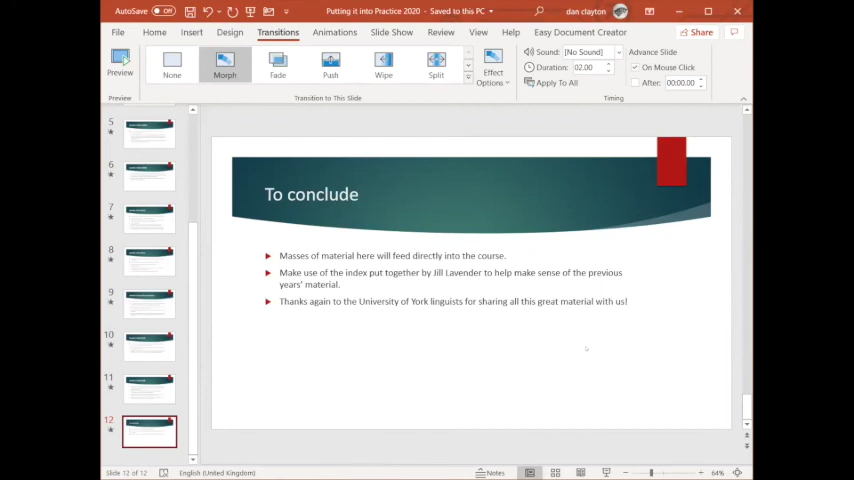 AutoSave Off Putting it into Practice 2020 - Saved to this PC dan clayton
File Home Insert Design Transitions Animations Slide Show Review View Help Easy Document Creator Share
Preview None Morph Fade Push Wipe Split Effect Options
Sound: [No Sound] Advance Slide
Duration: 02.00 On Mouse Click
Apply To All After: 00:00.00
Preview Transition to This Slide Timing
5
6
7
8
9
10
11
12
To conclude
Masses of material here will feed directly into the course.
Make use of the index put together by Jill Lavender to help make sense of the previous
years' material.
Thanks again to the University of York linguists for sharing all this great material with us!
Slide 12 of 12 English (United Kingdom) Notes 64%